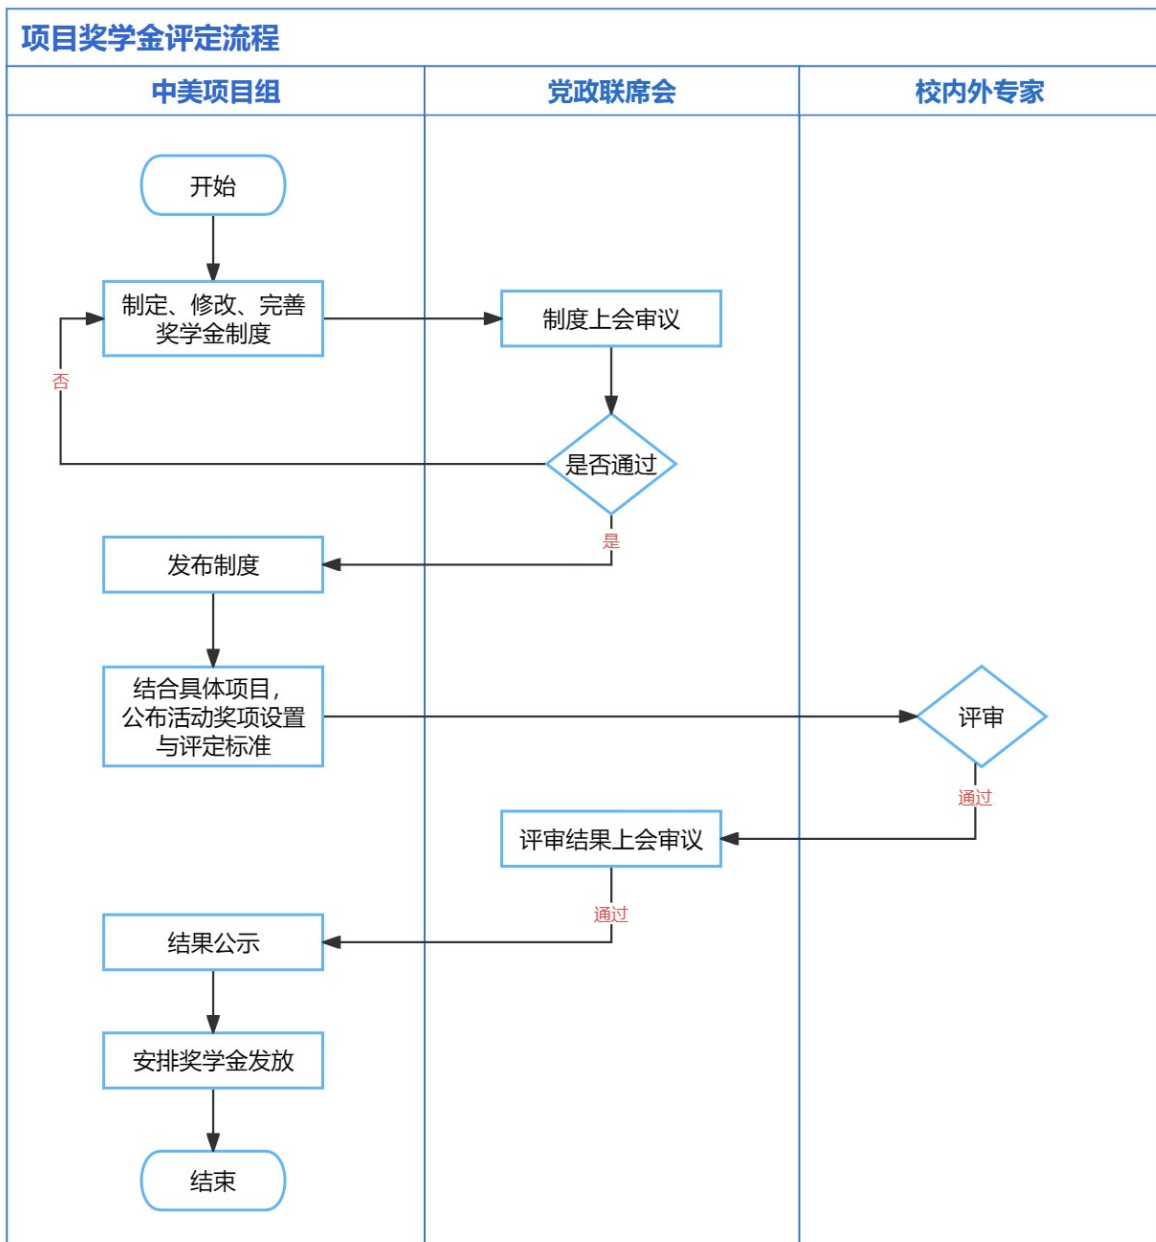 项目奖学金评定流程
中美项目组
党政联席会
校内外专家
开始
制定、修改、完善
奖学金制度
制度上会审议
否
是否通过
是
发布制度
结合具体项目，
公布活动奖项设置
与评定标准
评审
通过
评审结果上会审议
通过
结果公示
安排奖学金发放
结束